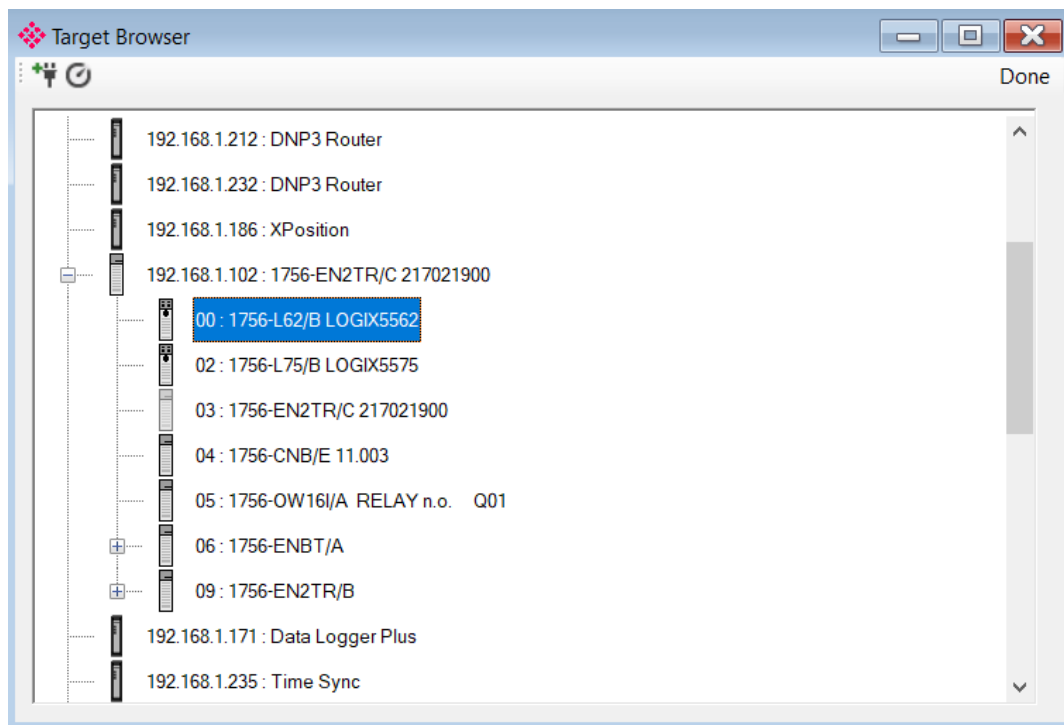 Target Browser
Done
192.168.1.212 : DNP3 Router
192.168.1.232 : DNP3 Router
192.168.1.186 : XPosition
192.168.1.102 : 1756-EN2TR/C 217021900
00 : 1756-L62/B LOGIX5562
02 : 1756-L75/B LOGIX5575
03 : 1756-EN2TR/C 217021900
04 : 1756-CNB/E 11.003
05 : 1756-OW16I/A RELAY n.o. Q01
06 : 1756-ENBT/A
09 : 1756-EN2TR/B
192.168.1.171 : Data Logger Plus
192.168.1.235 : Time Sync